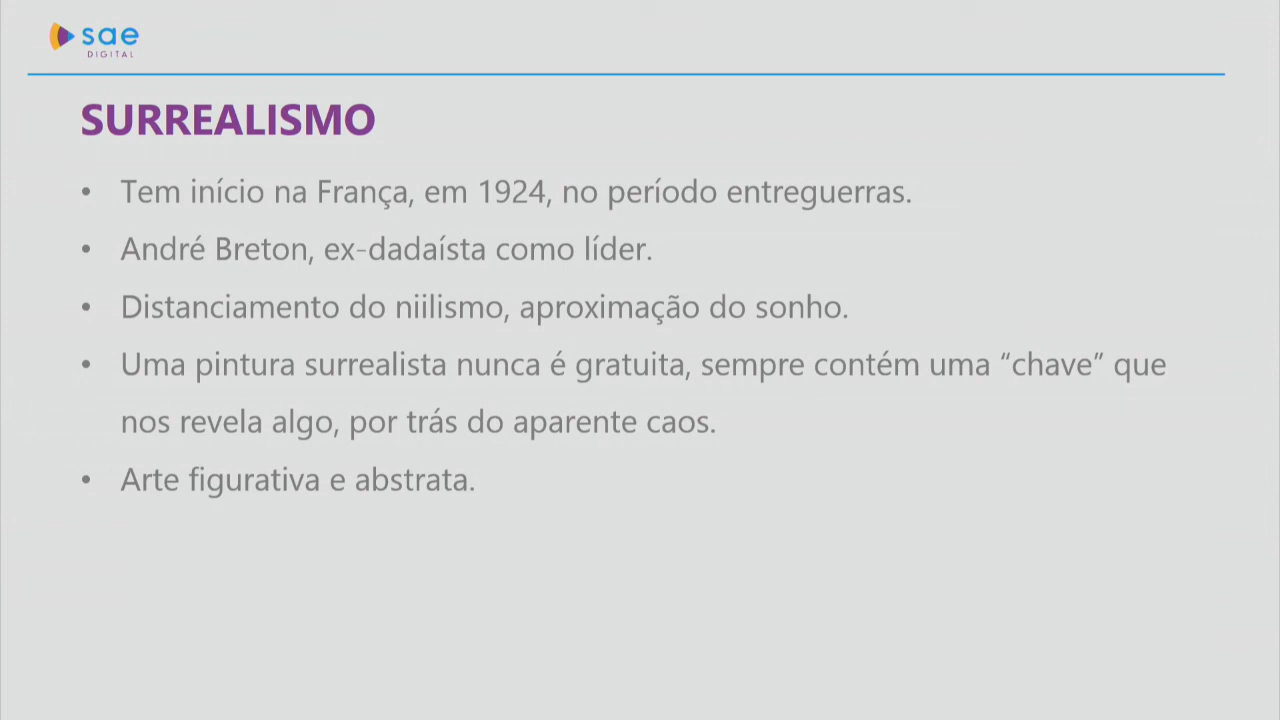 sae
DIGITAL
SURREALISMO
• Tem início na França, em 1924, no período entreguerras.
• André Breton, ex-dadaísta como líder.
• Distanciamento do niilismo, aproximação do sonho.
• Uma pintura surrealista nunca é gratuita, sempre contém uma “chave” que
nos revela algo, por trás do aparente caos.
• Arte figurativa e abstrata.